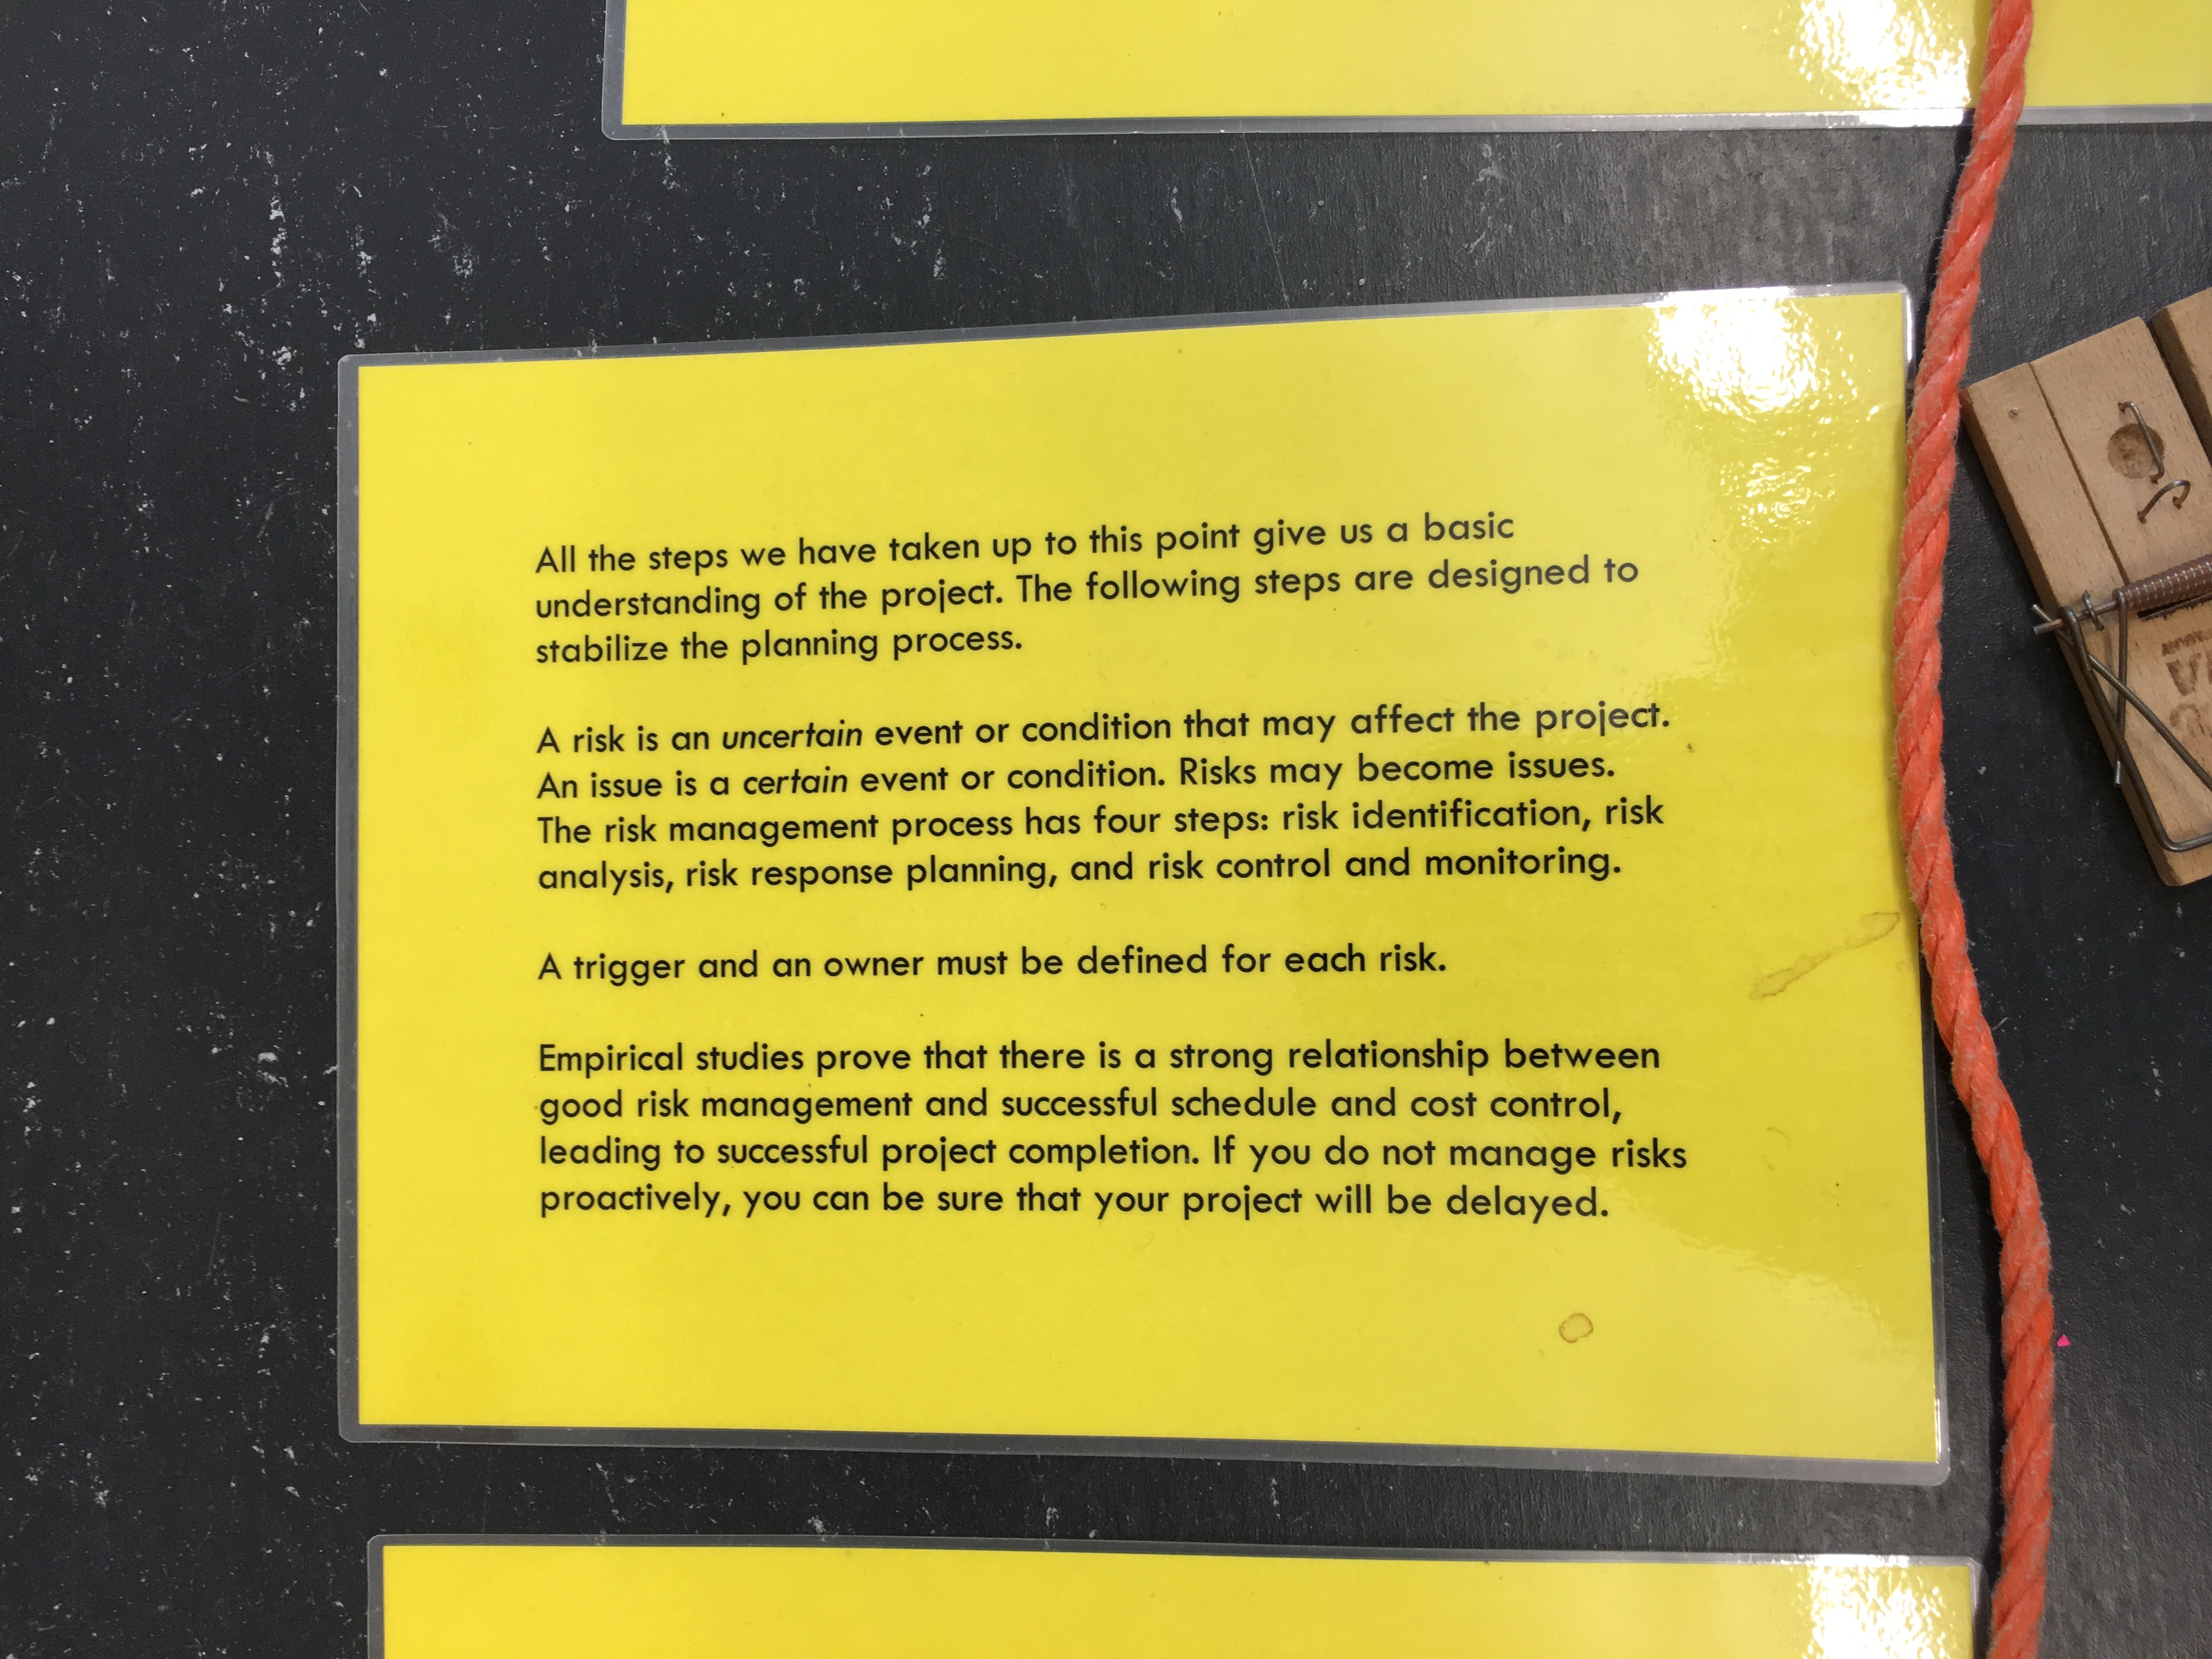 All the steps we have taken up to this point give us a basic
understanding of the project. The following steps are designed to
stabilize the planning process.
A risk is an uncertain event or condition that may affect the project.
An issue is a certain event or condition. Risks may become issues.
The risk management process has four steps: risk identification, risk
analysis, risk response planning, and risk control and monitoring.
A trigger and an owner must be defined for each risk.
Empirical studies prove that there is a strong relationship between
good risk management and successful schedule and cost control,
leading to successful project completion. If you do not manage risks
proactively, you can be sure that your project will be delayed.